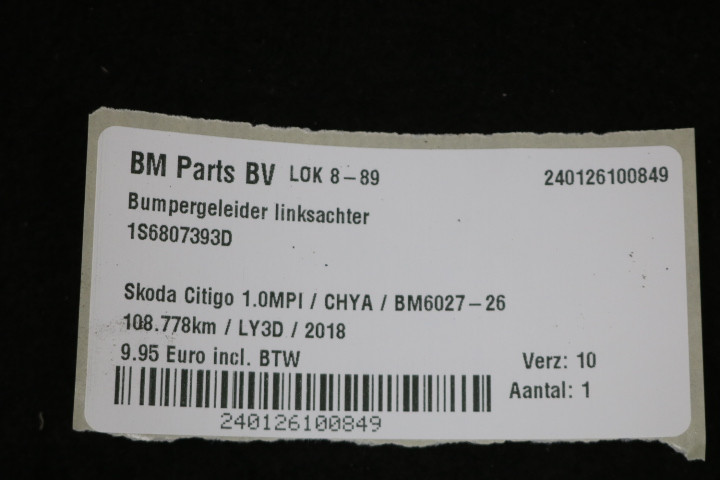 BM Parts BV LOK 8-89 240126100849
Bumpergeleider linksachter
1S6807393D
Skoda Citigo 1.0MPI / CHYA / BM6027-26
108.778km / LY3D / 2018
9.95 Euro incl. BTW Verz: 10
Aantal: 1
240126100849